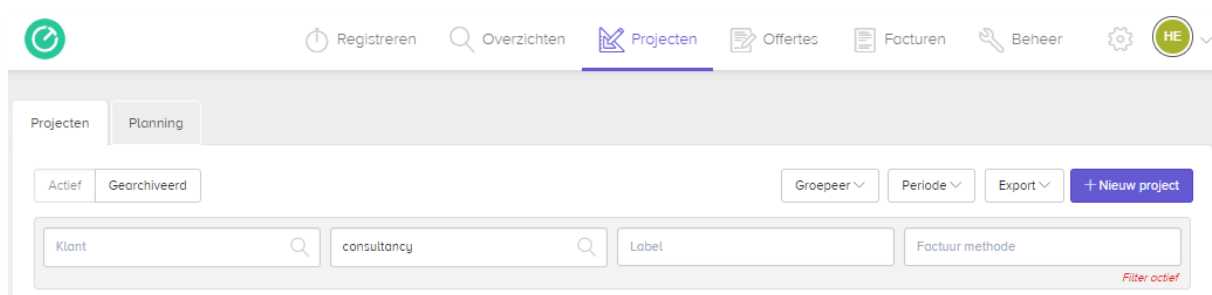 Registreren Overzichten Projecten Offertes Facturen Beheer HE
Projecten Planning
Actief Gearchiveerd Groepeer Periode Export +Nieuw project
Klant consultancy Label Factuur methode
Filter actief